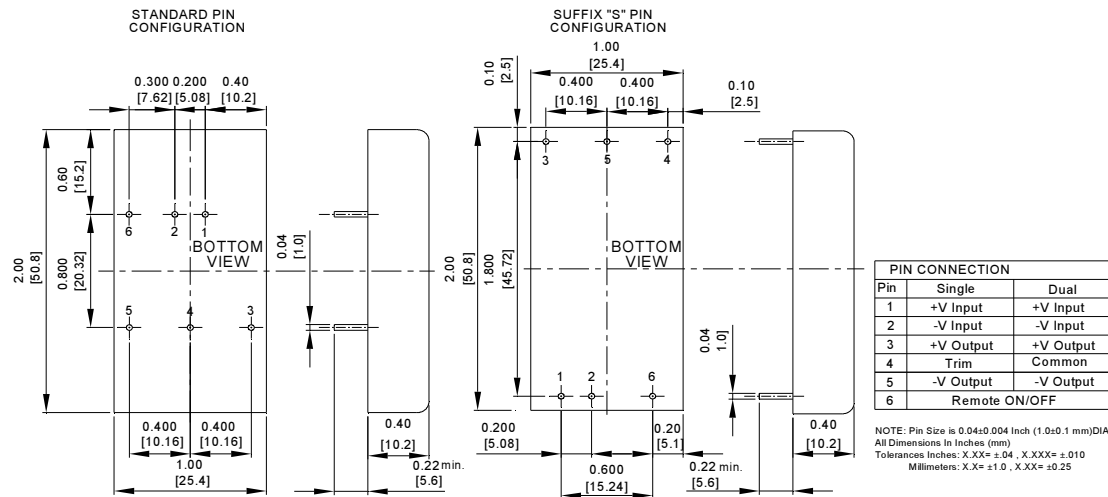 STANDARD PIN
CONFIGURATION
0.300 0.200 0.40
[7.62] [5.08] [10.2]
0.60
[15.2]
6 2 1
BOTTOM
VIEW
2.00
[50.8]
0.800
[20.32]
0.04
[1.0]
5 4 3
0.400 0.400
[10.16] [10.16]
1.00
[25.4]
0.40
[10.2]
0.22 min.
[5.6]
SUFFIX "S" PIN
CONFIGURATION
1.00
[25.4]
0.10
[2.5]
0.400 0.400
[10.16] [10.16]
0.10
[2.5]
3 5 4
BOTTOM
VIEW
2.00
[50.8]
1.800
[45.72]
0.04
1.0]
1 2 6
0.200
[5.08]
0.20
[5.1]
0.600
[15.24]
0.40
[10.2]
0.22 min.
[5.6]
PIN CONNECTION
Pin Single Dual
1 +V Input +V Input
2 -V Input -V Input
3 +V Output +V Output
4 Trim Common
5 -V Output -V Output
6 Remote ON/OFF
NOTE: Pin Size is 0.04±0.004 Inch (1.0±0.1 mm)DIA
All Dimensions In Inches (mm)
Tolerances Inches: X.XX= ±.04 , X.XXX= ±.010
Millimeters: X.X= ±1.0 , X.XX= ±0.25